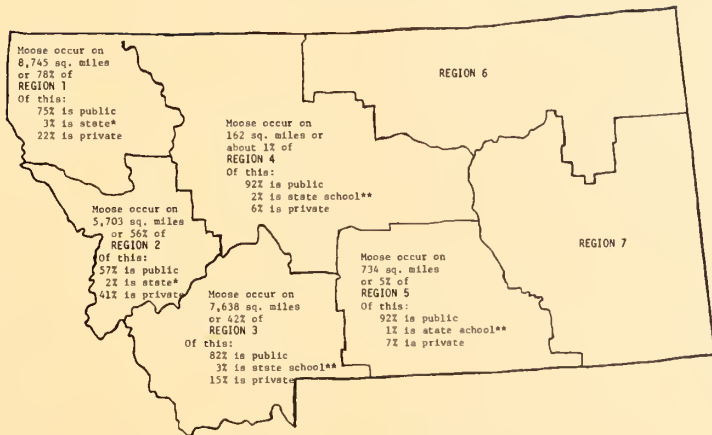 Moose occur on
8,745 sq. miles
or 78% of
REGION 1
Of this:
75% is public
3% is state*
22% is private
REGION 6
Moose occur on
162 sq. miles or
about 1% of
REGION 4
Of this:
92% is public
2% is state school**
6% is private
Moose occur on
5,703 sq. miles
or 56% of
REGION 2
Of this:
57% is public
2% is state*
41% is private
REGION 7
Moose occur on
734 sq. miles
or 5% of
REGION 5
Of this:
92% is public
1% is atate achool**
7% ia private
Moose occur on
7,638 sq. miles
or 42% of
REGION 3
Of this:
82% is public
3% is stste school**
15% is private